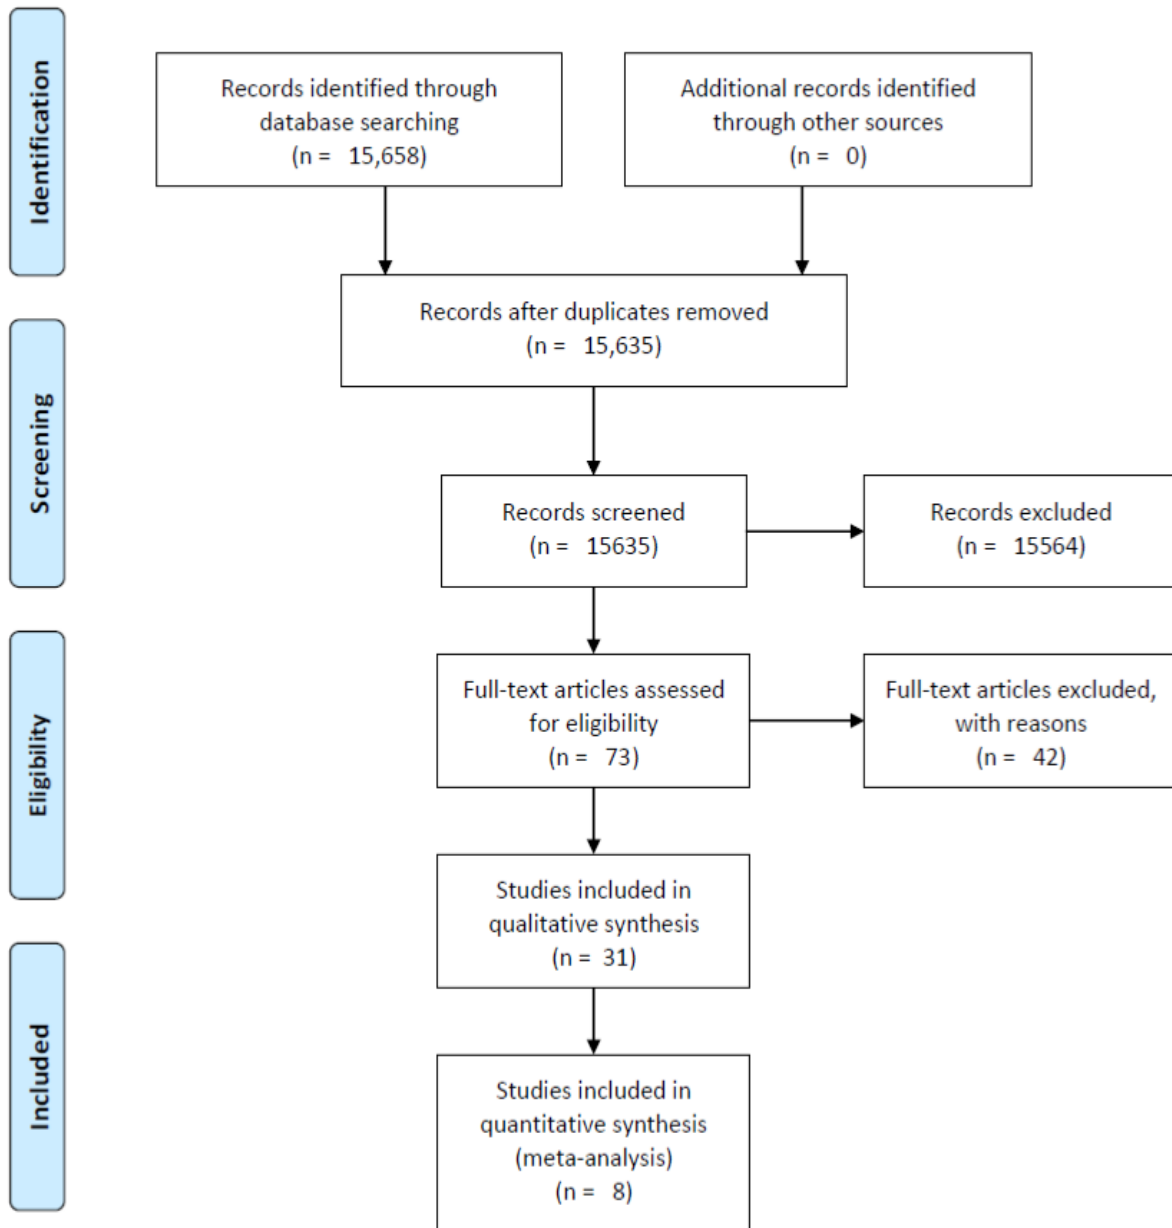 Identification
Records identified through
database searching
(n = 15,658)
Additional records identified
through other sources
(n = 0)
Records after duplicates removed
(n = 15,635)
Screening
Records screened
(n = 15635)
Records excluded
(n = 15564)
Eligibility
Full-text articles assessed
for eligibility
(n = 73)
Full-text articles excluded,
with reasons
(n = 42)
Studies included in
qualitative synthesis
(n = 31)
Included
Studies included in
quantitative synthesis
(meta-analysis)
(n = 8)